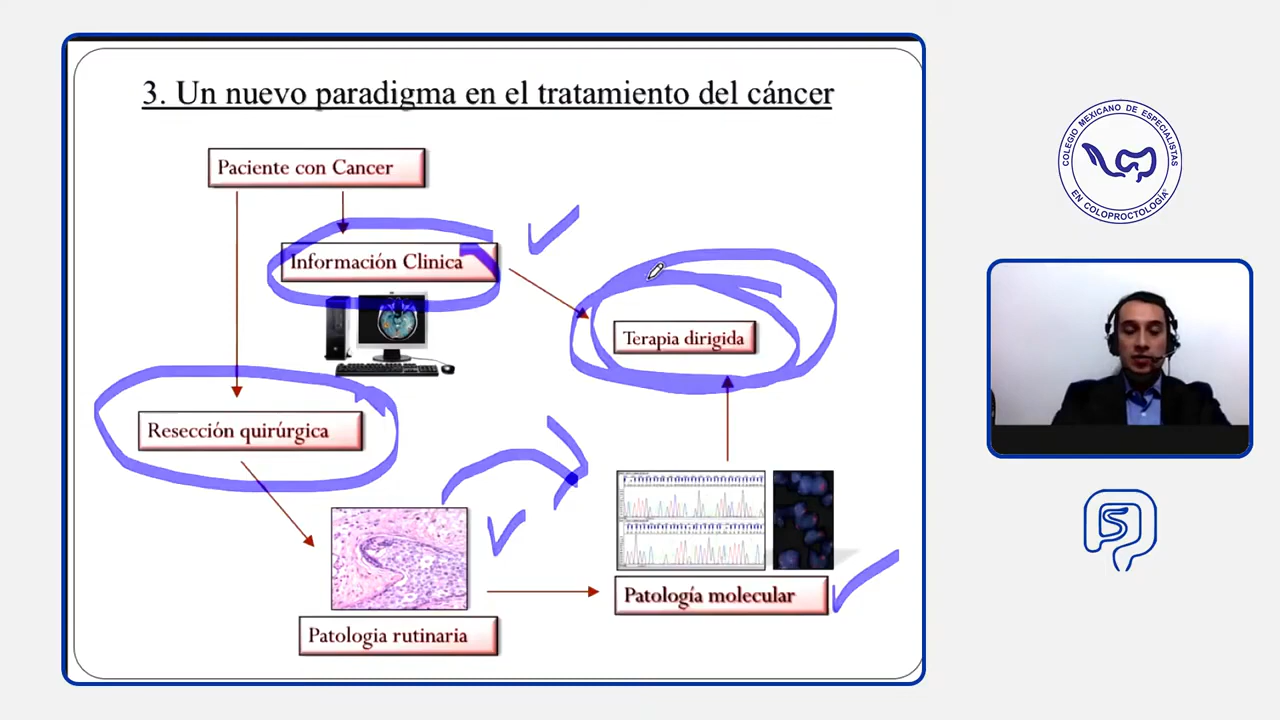 3. Un nuevo paradigma en el tratamiento del cáncer
Paciente con Cancer
Información Clinica
Terapia dirigida
Resección quirúrgica
Patología molecular
Patologia rutinaria
COLEGIO MEXICANO DE ESPECIALISTAS
EN COLOPROCTOLOGÍA